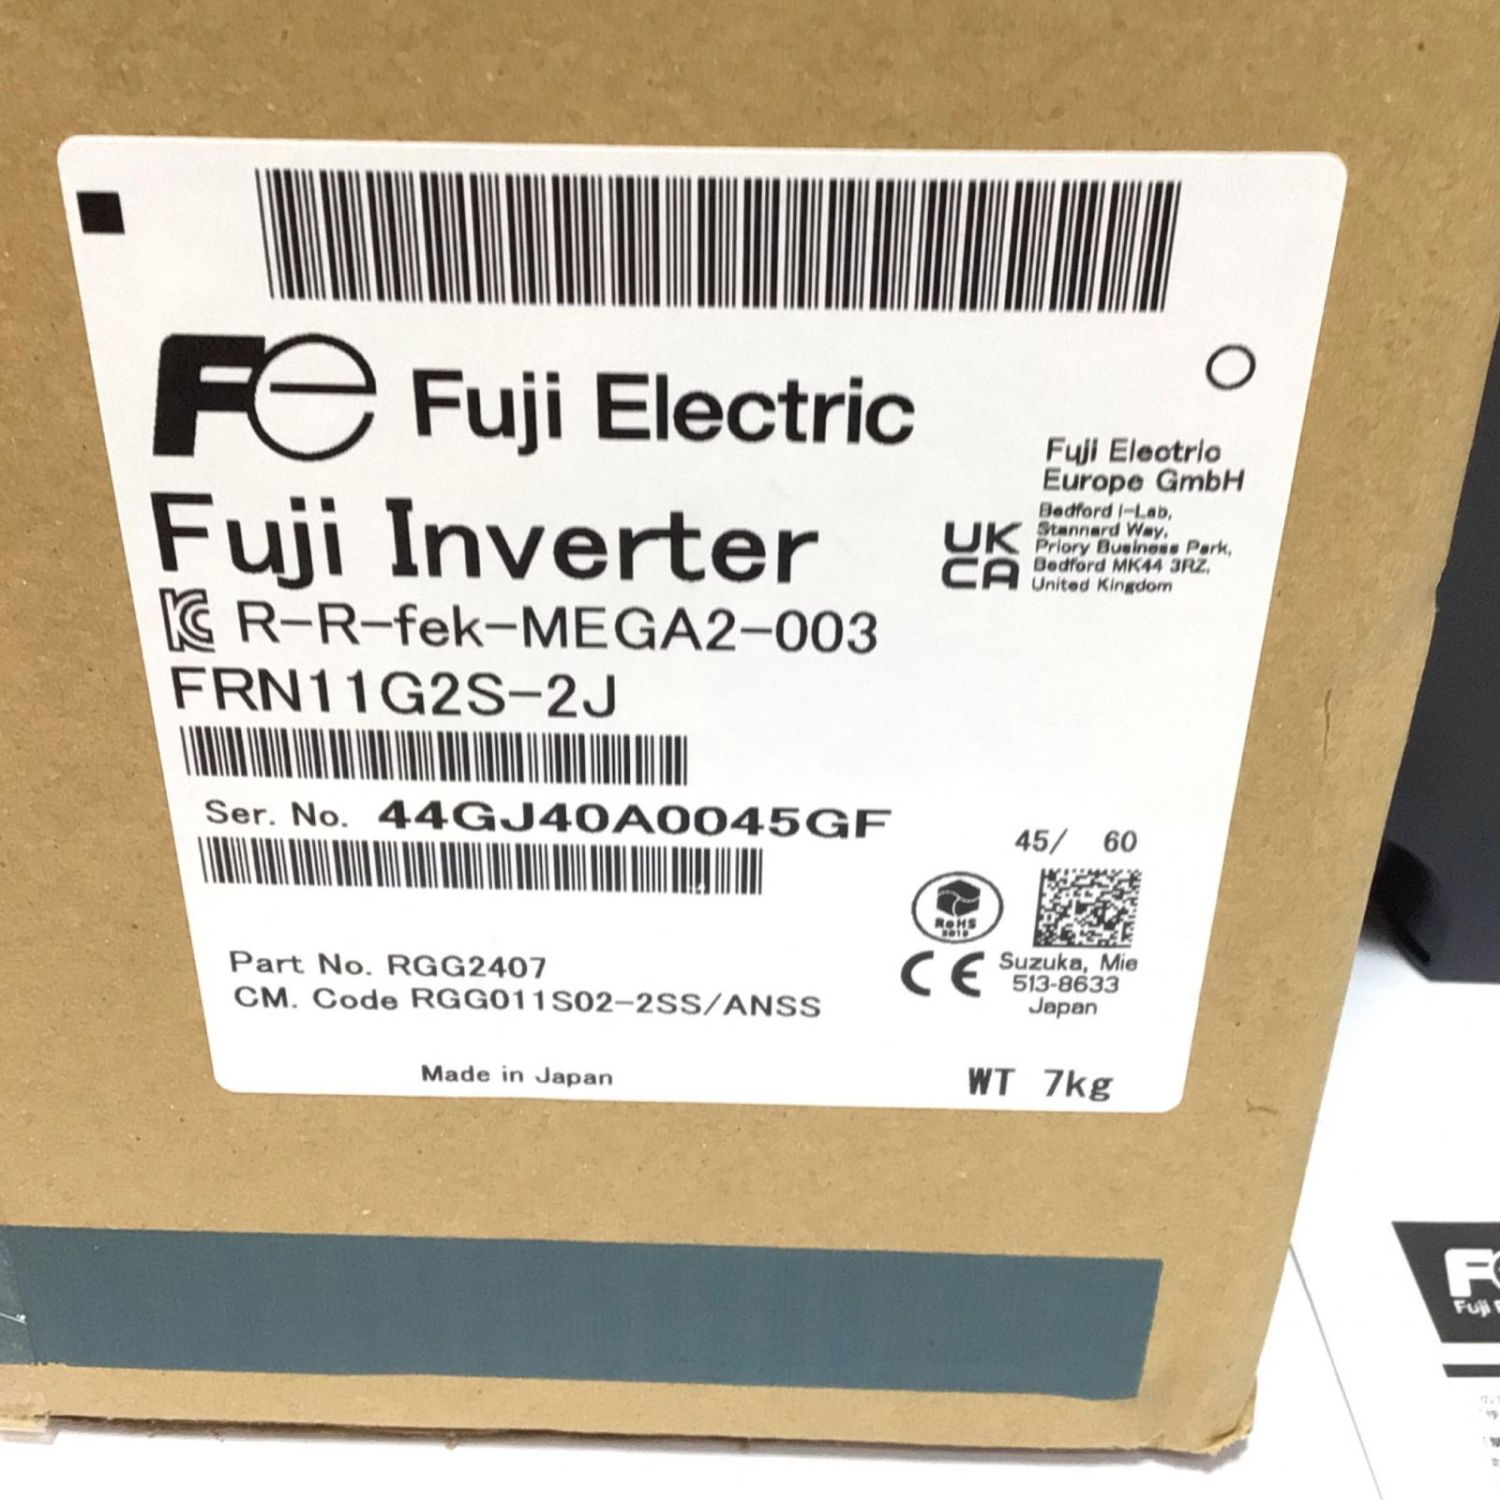 Fe Fuji Electric
Fuji Inverter
R-R-fek-MEGA2-003
FRN11G2S-2J
Ser. No. 44GJ40A0045GF
Part No. RGG2407
CM. Code RGG011S02-2SS/ANSS
Made in Japan
Fuji Electric
Europe GmbH
UK
CA
Bedford i-Lab,
Stannard Way,
Priory Business Park,
Bedford MK44 3RZ,
United Kingdom
45/ 60
RoHS
CE
Suzuka, Mie
513-8633
Japan
WT 7kg
Fuji